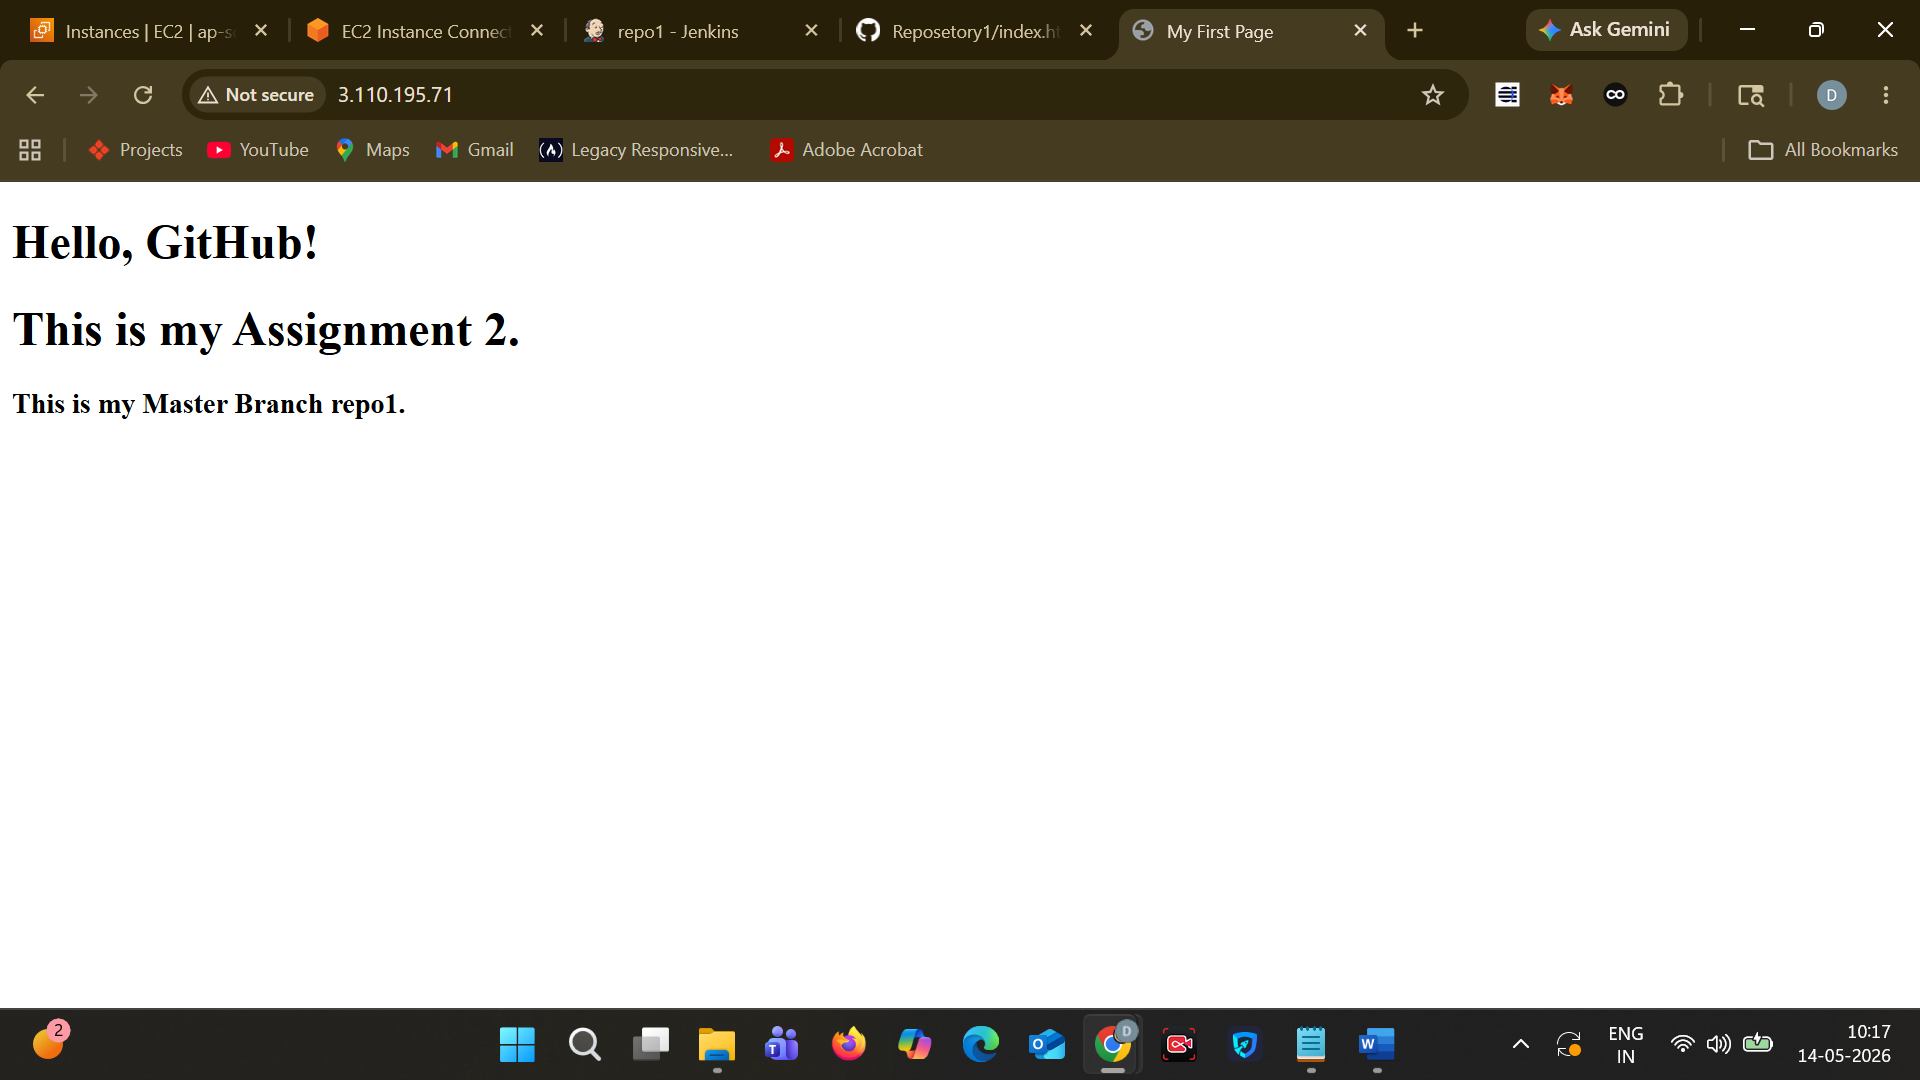 Instances | EC2 | ap-s
EC2 Instance Connect
repo1 - Jenkins
Reposetory1/index.ht
My First Page
Ask Gemini
Not secure
3.110.195.71
D
Projects
YouTube
Maps
Gmail
Legacy Responsive...
Adobe Acrobat
All Bookmarks
Hello, GitHub!
This is my Assignment 2.
This is my Master Branch repo1.
2
D
ENG
IN
10:17
14-05-2026